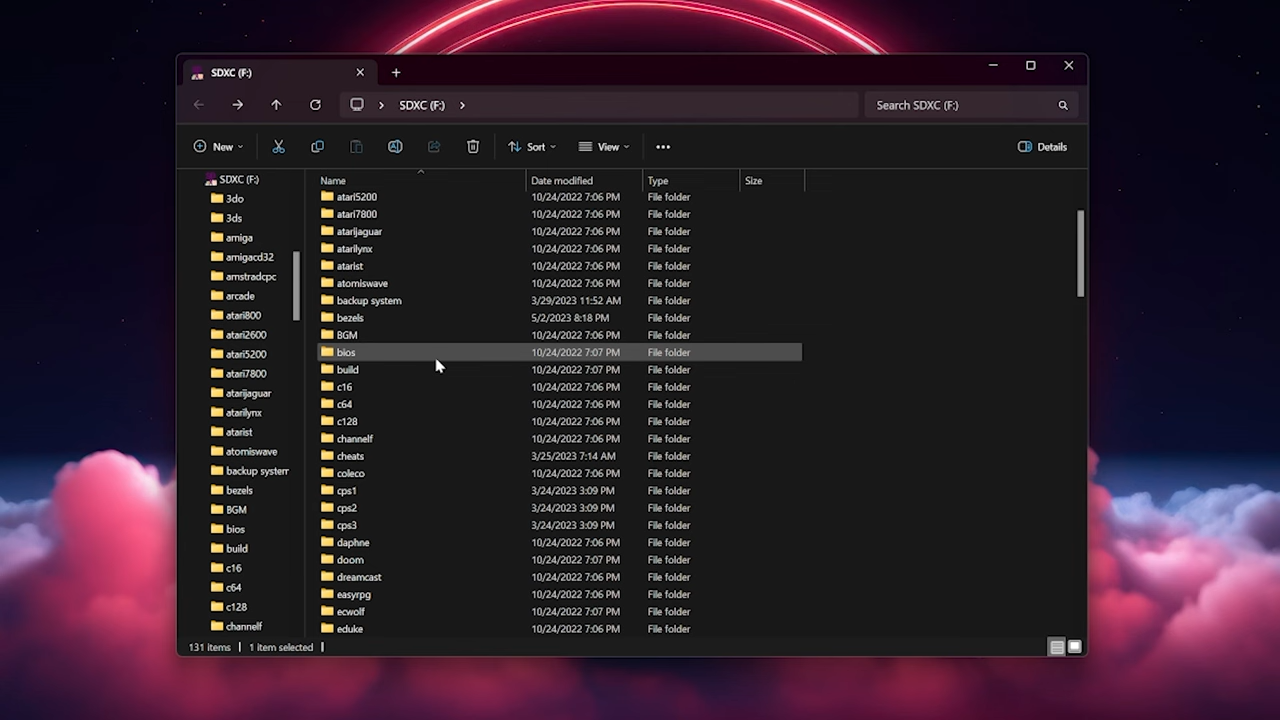 SDXC (F:)
SDXC (F:)
Search SDXC (F:)
New
Sort
View
Details
SDXC (F:)
3do
3ds
amiga
amigacd32
amstradcpc
arcade
atari800
atari2600
atari5200
atari7800
atarijaguar
atarilynx
atarist
atomiswave
backup system
bezels
BGM
bios
build
c16
c64
c128
channelf
Name Date modified Type Size
atari5200 10/24/2022 7:06 PM File folder
atari7800 10/24/2022 7:06 PM File folder
atarijaguar 10/24/2022 7:06 PM File folder
atarilynx 10/24/2022 7:06 PM File folder
atarist 10/24/2022 7:06 PM File folder
atomiswave 10/24/2022 7:06 PM File folder
backup system 3/29/2023 11:52 AM File folder
bezels 5/2/2023 8:18 PM File folder
BGM 10/24/2022 7:06 PM File folder
bios 10/24/2022 7:07 PM File folder
build 10/24/2022 7:07 PM File folder
c16 10/24/2022 7:06 PM File folder
c64 10/24/2022 7:06 PM File folder
c128 10/24/2022 7:06 PM File folder
channelf 10/24/2022 7:06 PM File folder
cheats 3/25/2023 7:14 AM File folder
coleco 10/24/2022 7:06 PM File folder
cps1 3/24/2023 3:09 PM File folder
cps2 3/24/2023 3:09 PM File folder
cps3 3/24/2023 3:09 PM File folder
daphne 10/24/2022 7:06 PM File folder
doom 10/24/2022 7:07 PM File folder
dreamcast 10/24/2022 7:06 PM File folder
easyrpg 10/24/2022 7:06 PM File folder
ecwolf 10/24/2022 7:07 PM File folder
eduke 10/24/2022 7:06 PM File folder
131 items 1 item selected